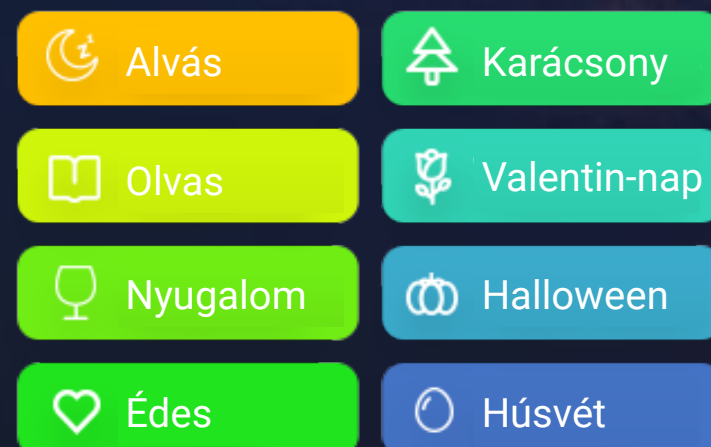 Alvás
Karácsony
Olvas
Valentin-nap
Nyugalom
Halloween
Édes
Húsvét